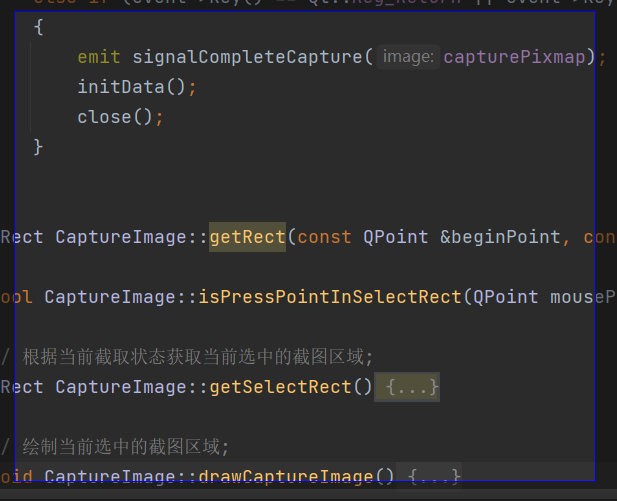 else if (event->key() == Qt::Key_Return || event->key
{
emit signalCompleteCapture( image: capturePixmap);
initData();
close();
}
Rect CaptureImage::getRect(const QPoint &beginPoint, con
ool CaptureImage::isPressPointInSelectRect(QPoint mouseP
/ 根据当前截取状态获取当前选中的截图区域;
Rect CaptureImage::getSelectRect() {...}
/ 绘制当前选中的截图区域;
oid CaptureImage::drawCaptureImage() {...}